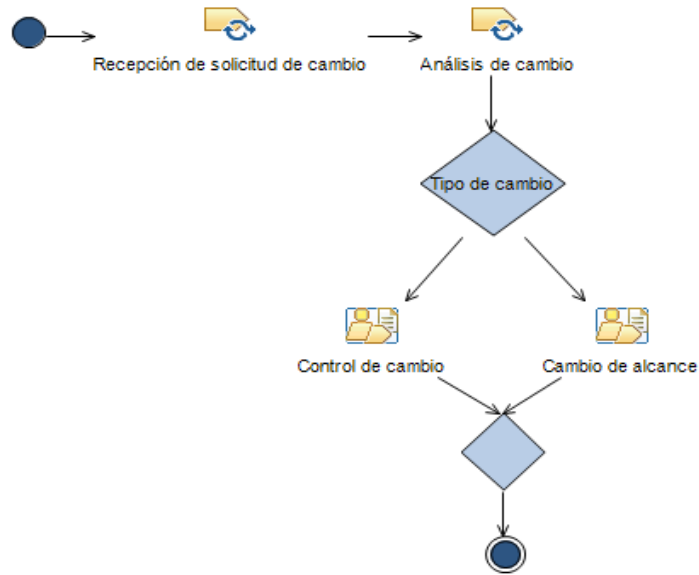 Recepción de solicitud de cambio
Análisis de cambio
Tipo de cambio
Control de cambio
Cambio de alcance